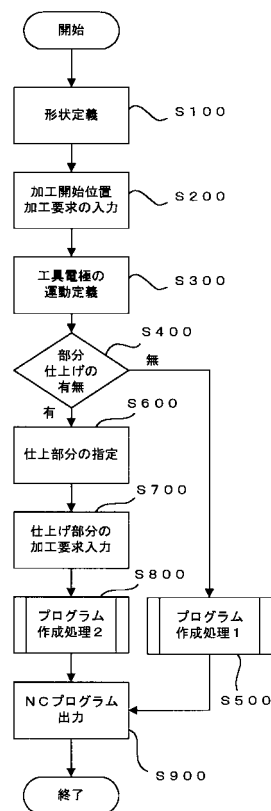 開始
形状定義
S100
加工開始位置
加工要求の入力
S200
工具電極の
運動定義
S300
部分
仕上げの
有無
S400
無
有
S600
仕上部分の指定
S700
仕上げ部分の
加工要求入力
S800
プログラム
作成処理2
プログラム
作成処理1
S500
NCプログラム
出力
S900
終了